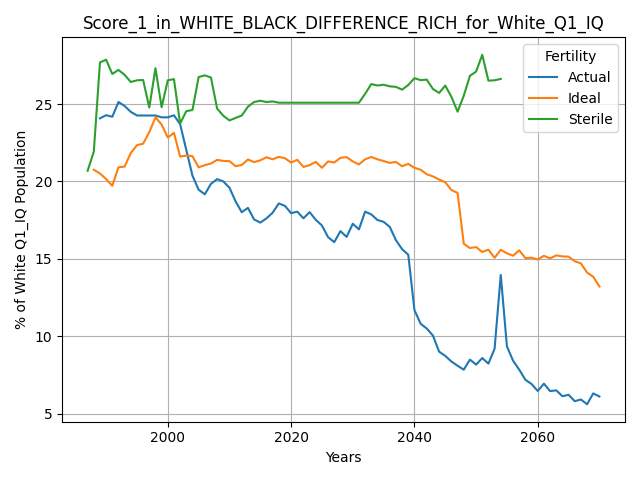 Score_1_in_WHITE_BLACK_DIFFERENCE_RICH_for_White_Q1_IQ
Fertility
Actual
Ideal
Sterile
% of White Q1_IQ Population
25
20
15
10
5
2000
2020
2040
2060
Years